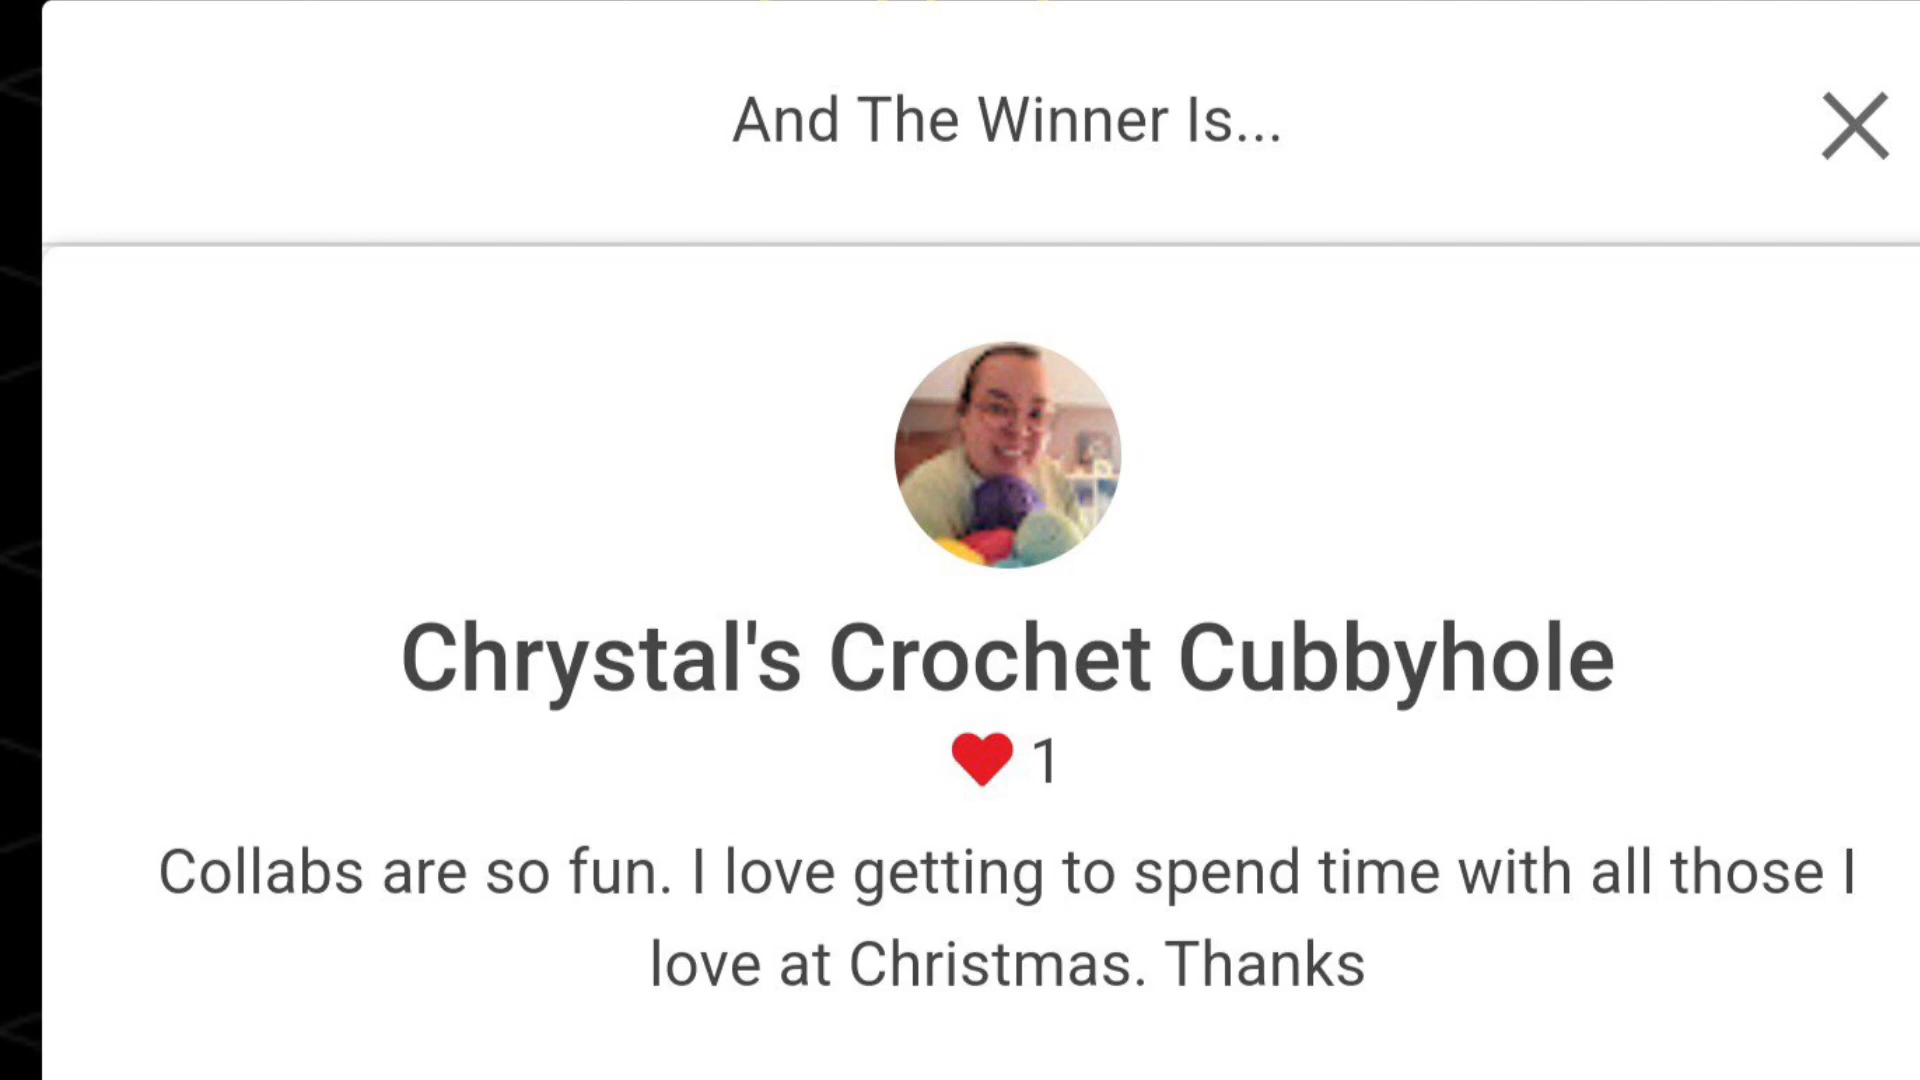 And The Winner Is...
Chrystal's Crochet Cubbyhole
1
Collabs are so fun. I love getting to spend time with all those I
love at Christmas. Thanks